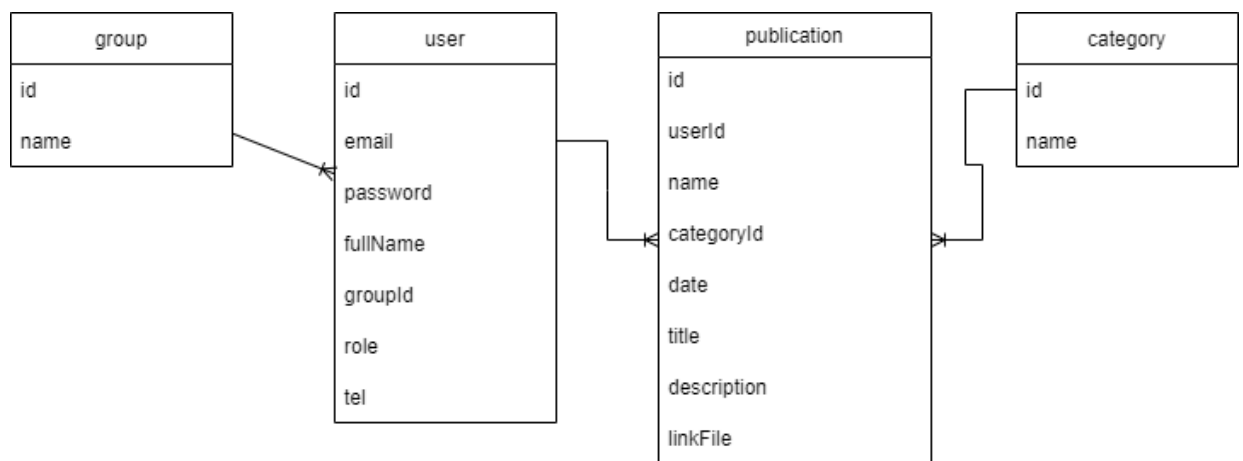 group
id
name
user
id
email
password
fullName
groupId
role
tel
publication
id
userId
name
categoryId
date
title
description
linkFile
category
id
name